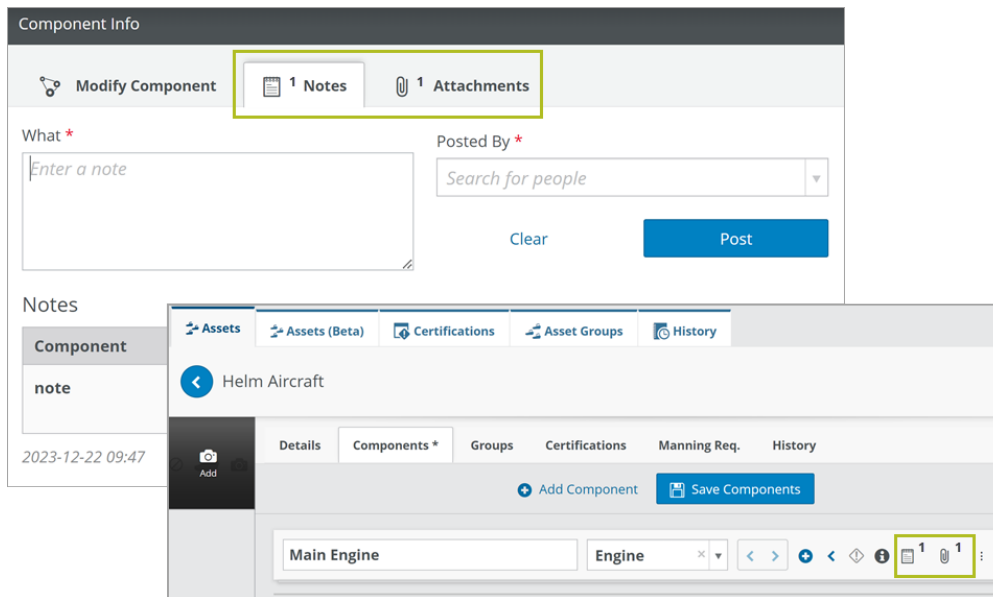 Component Info
Modify Component
1 Notes
1 Attachments
What *
Enter a note
Posted By *
Search for people
Clear
Post
Notes
Component
note
2023-12-22 09:47
Assets
Assets (Beta)
Certifications
Asset Groups
History
Helm Aircraft
Add
Details
Components *
Groups
Certifications
Manning Req.
History
Add Component
Save Components
Main Engine
Engine
1
1